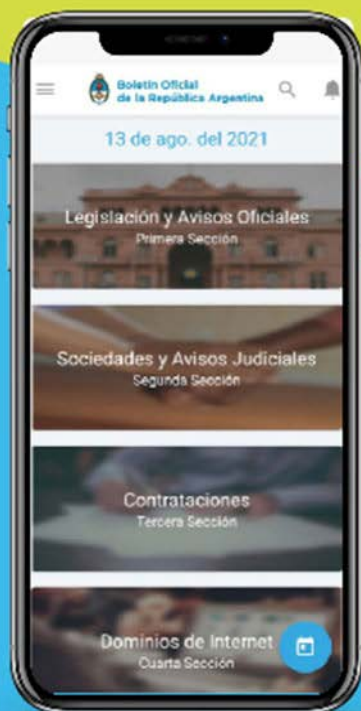 Boletín Oficial
de la República Argentina
13 de ago. del 2021
Legislación y Avisos Oficiales
Primera Sección
Sociedades y Avisos Judiciales
Segunda Sección
Contrataciones
Tercera Sección
Dominios de Internet
Cuarta Sección